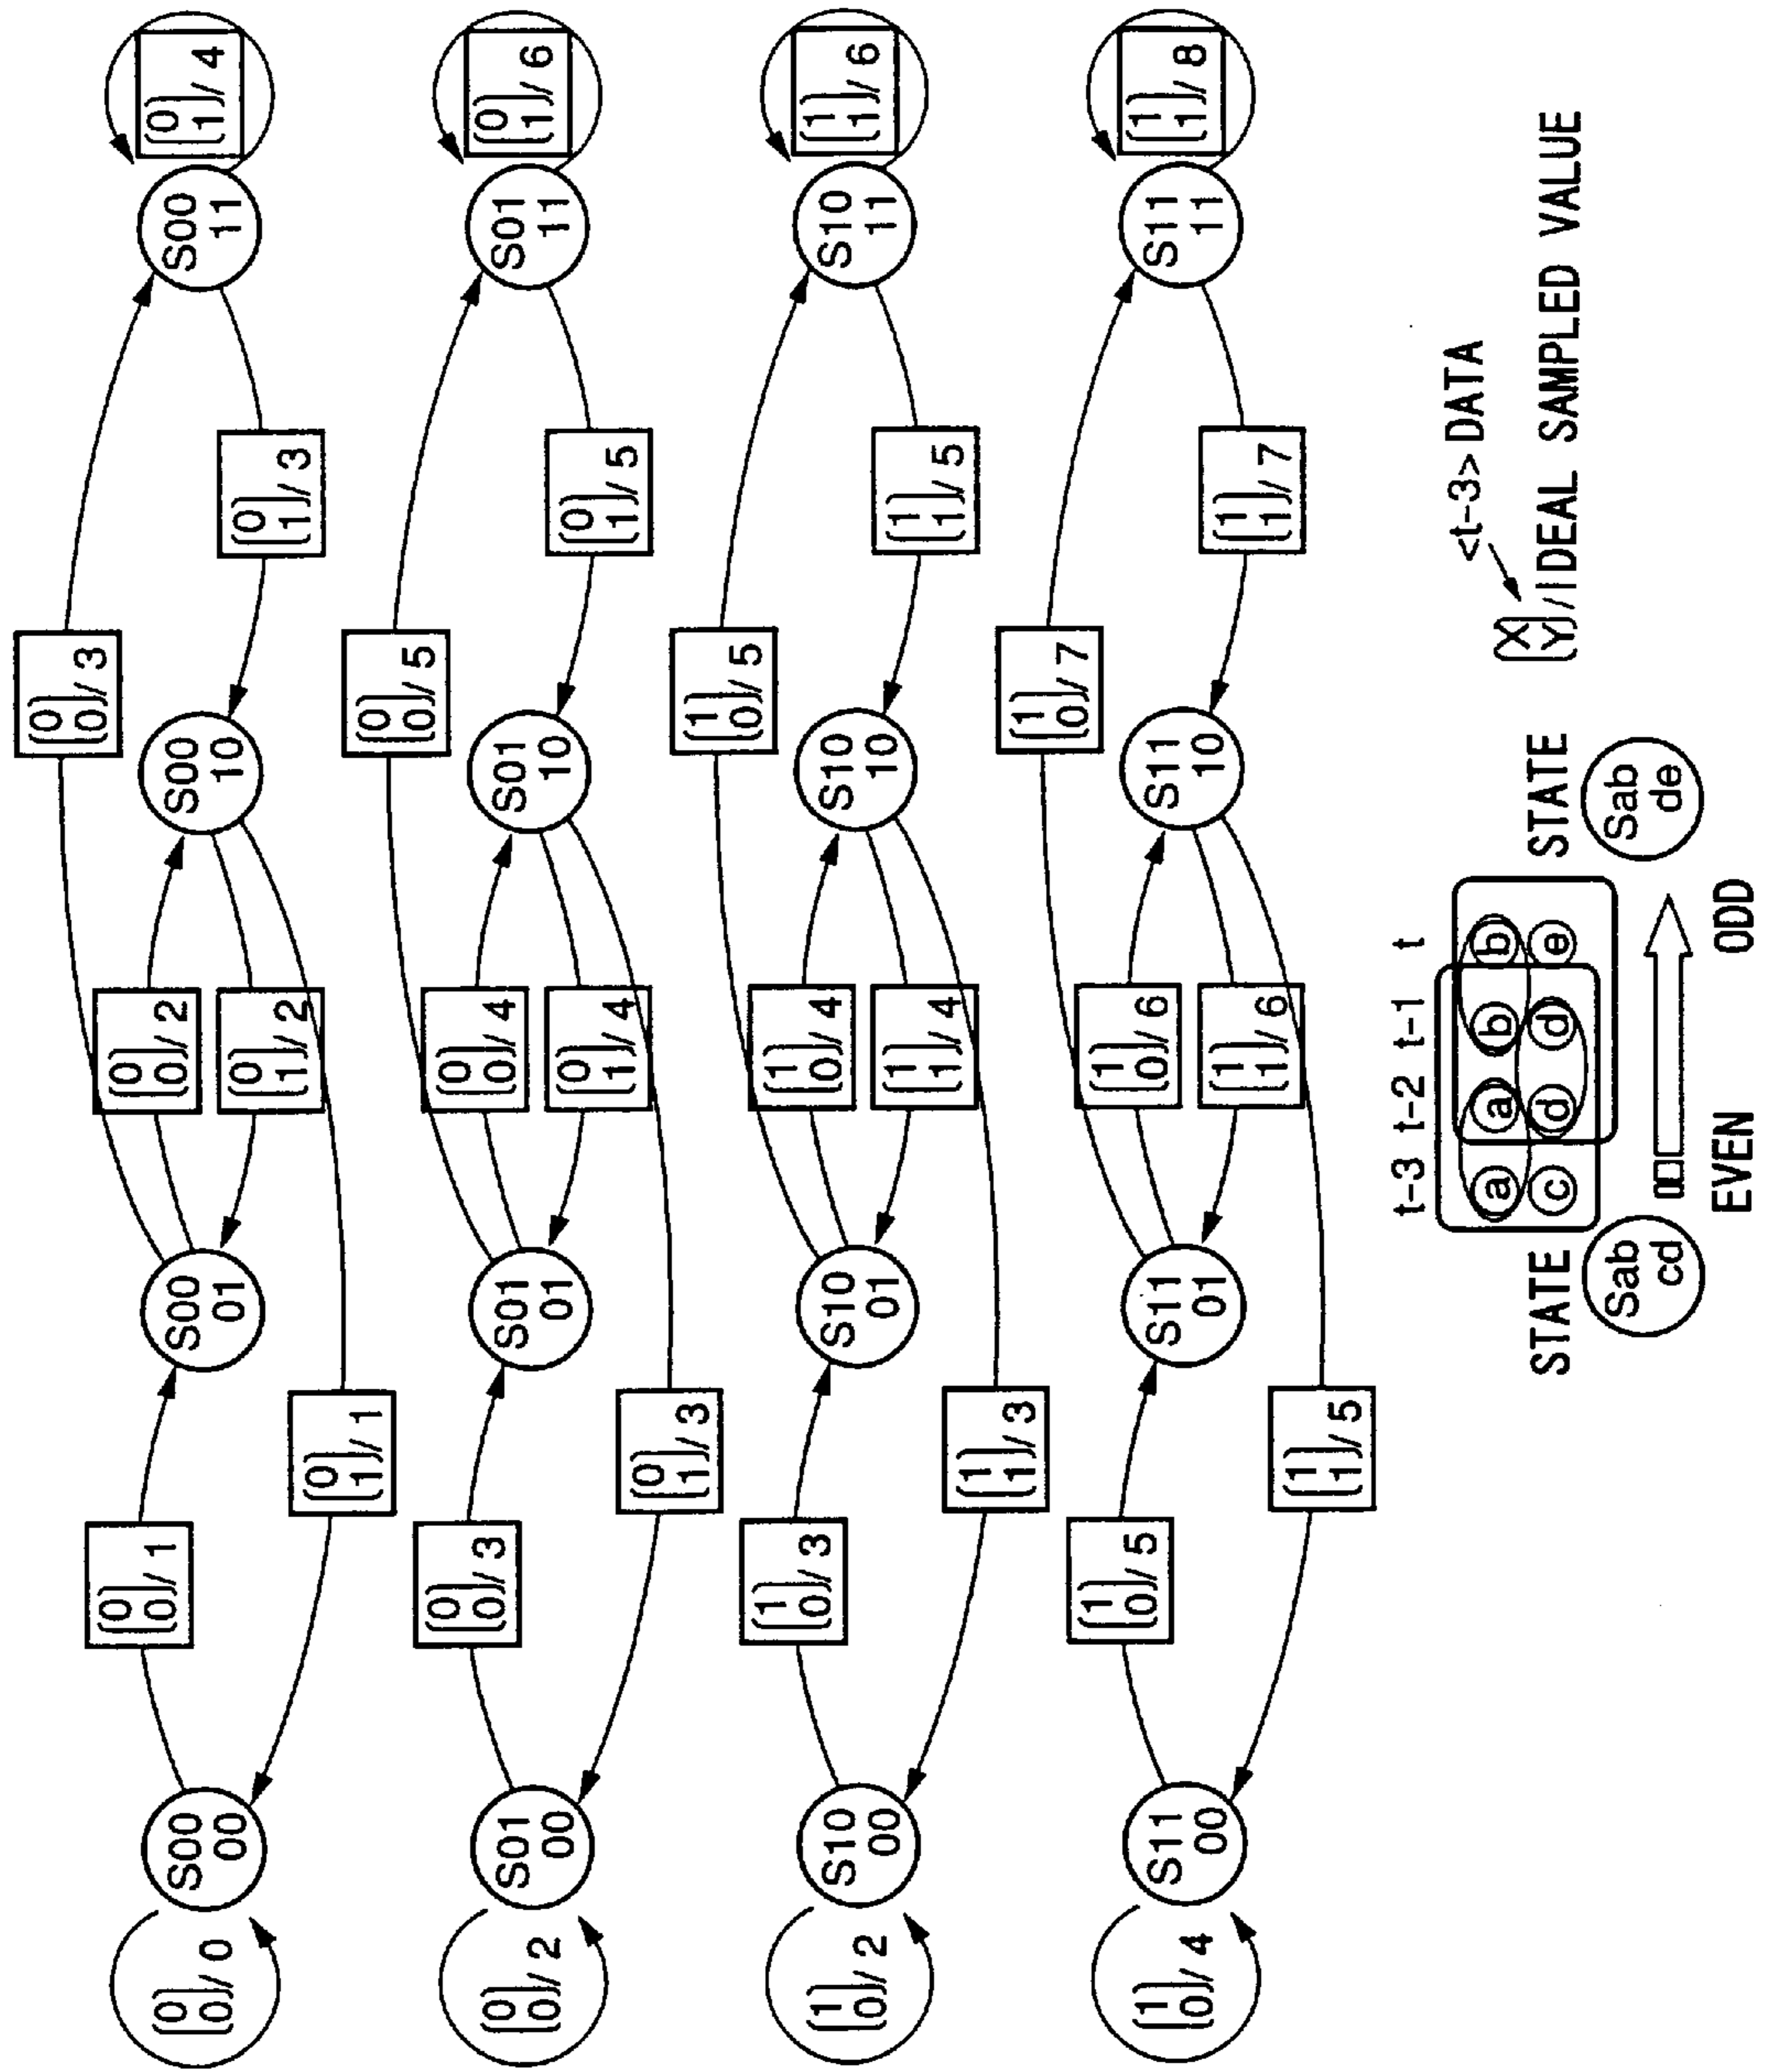 (0
0)/3
(0
0)/0
S00
00
(0
0)/1
S00
01
(0
0)/2
(0
1)/2
S00
10
S00
11
(0
1)/4
(0
1)/1
(0
1)/3
(0
0)/5
(0
0)/2
S01
00
(0
0)/3
S01
01
(0
0)/4
(0
1)/4
S01
10
S01
11
(0
1)/6
(0
1)/3
(0
1)/5
(1
0)/5
(1
0)/2
S10
00
(1
0)/3
S10
01
(1
0)/4
(1
1)/4
S10
10
S10
11
(1
1)/6
(1
1)/3
(1
1)/5
(1
0)/7
(1
0)/4
S11
00
(1
0)/5
S11
01
(1
0)/6
(1
1)/6
S11
10
S11
11
(1
1)/8
(1
1)/5
(1
1)/7
t-3 t-2 t-1 t
<t-3> DATA
a a b b
c d d e
(X
Y)/IDEAL SAMPLED VALUE
STATE
Sab
cd
STATE
Sab
de
EVEN
ODD